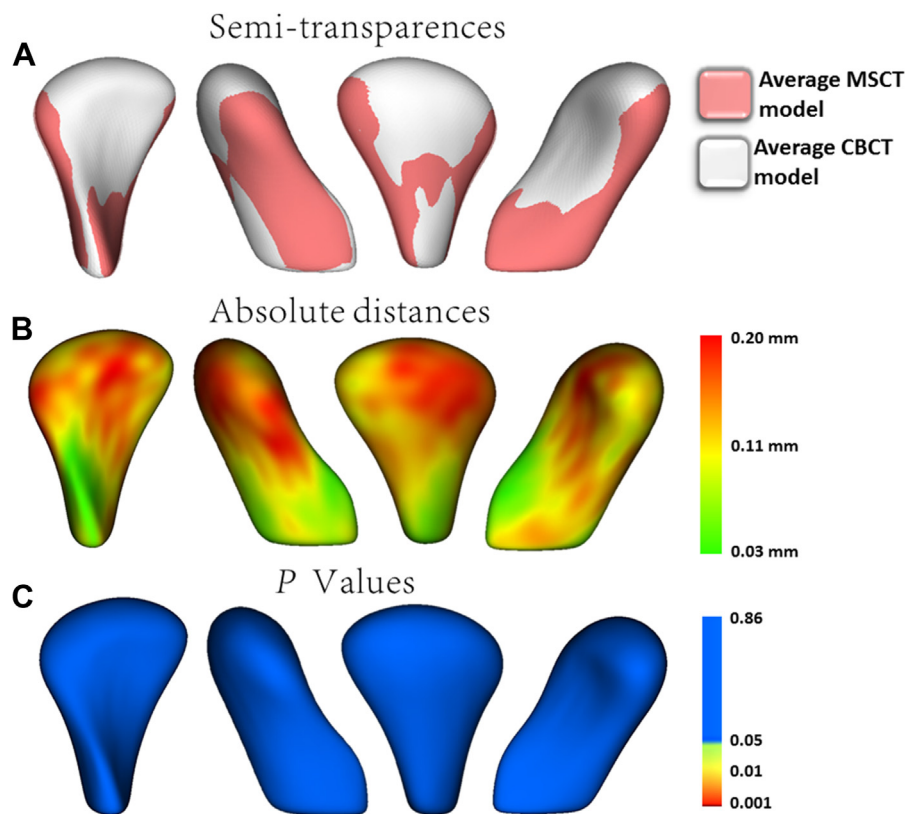 Semi-transparences
A
Average MSCT
model
Average CBCT
model
Absolute distances
B
0.20 mm
0.11 mm
0.03 mm
P Values
C
0.86
0.05
0.01
0.001